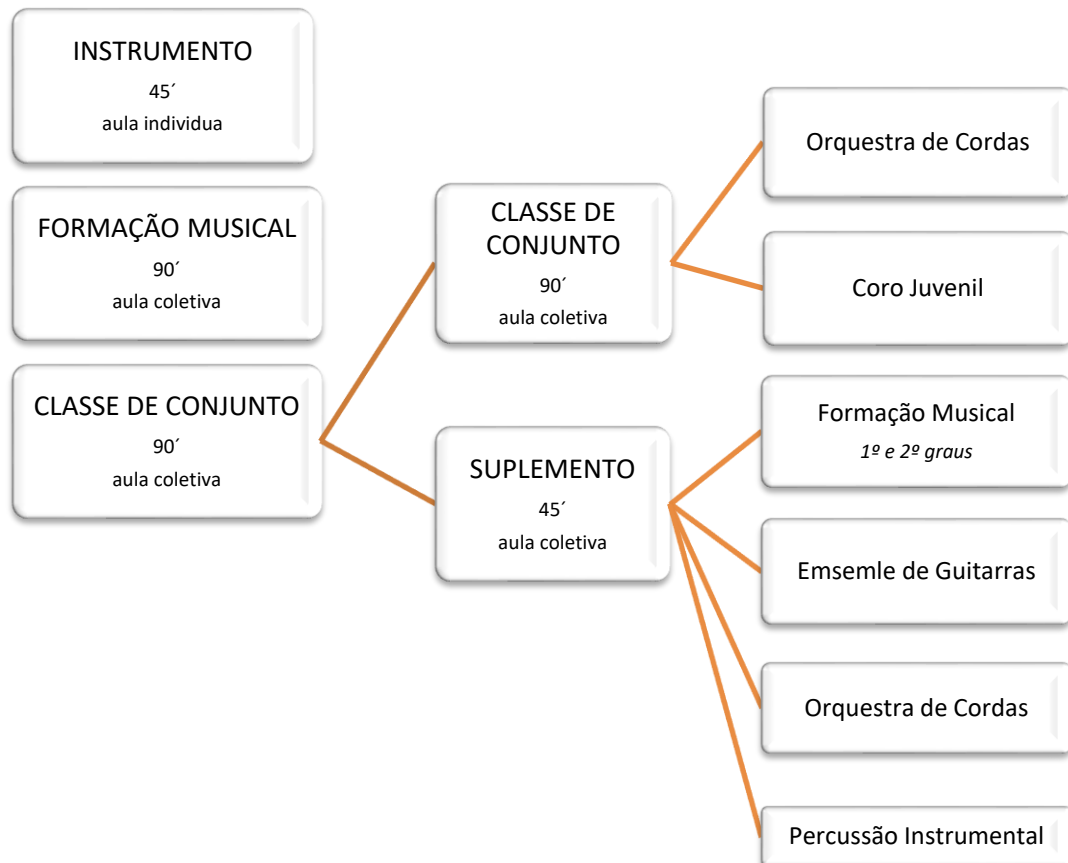 INSTRUMENTO
45´
aula individua
FORMAÇÃO MUSICAL
90´
aula coletiva
CLASSE DE CONJUNTO
90´
aula coletiva
CLASSE DE
CONJUNTO
90´
aula coletiva
SUPLEMENTO
45´
aula coletiva
Orquestra de Cordas
Coro Juvenil
Formação Musical
1º e 2º graus
Emsemle de Guitarras
Orquestra de Cordas
Percussão Instrumental